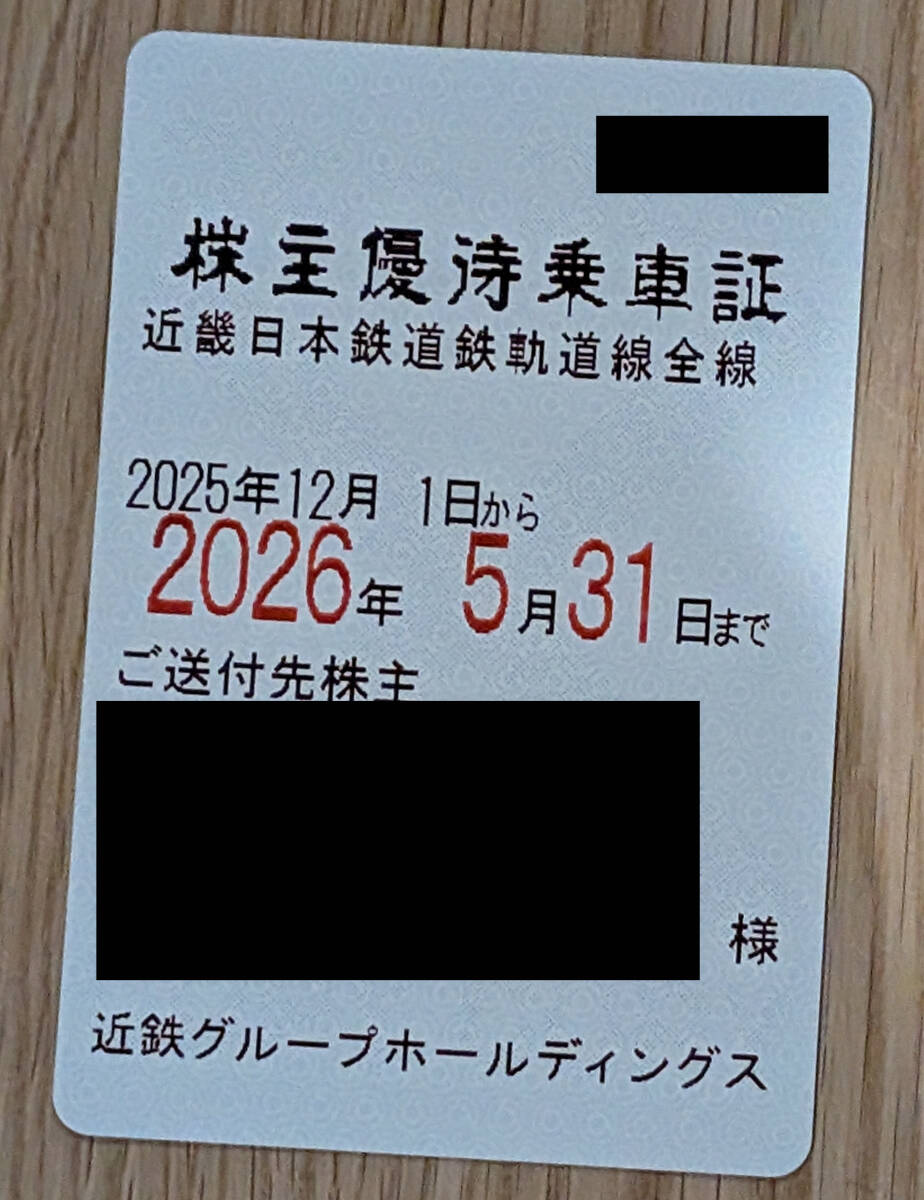 株主優待乗車証
近畿日本鉄道鉄軌道線全線
2025年12月 1日から
2026年 5月31日まで
ご送付先株主
様
近鉄グループホールディングス